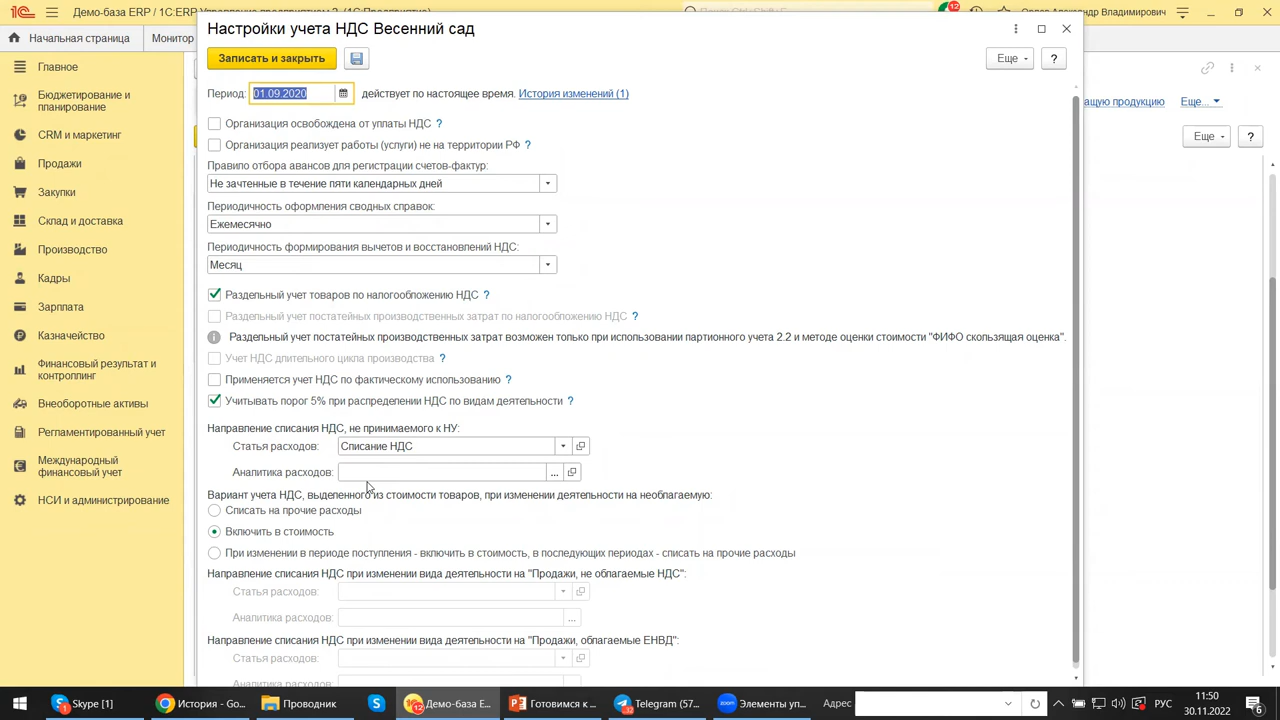 Демо-база ERP / 1С:ERP
Александр Владимирович
12
Начальная страница
Монитор
Главное
Бюджетирование и
планирование
CRM и маркетинг
Продажи
Закупки
Склад и доставка
Производство
Кадры
Зарплата
Казначейство
Финансовый результат и
контроллинг
Внеоборотные активы
Регламентированный учет
Международный
финансовый учет
НСИ и администрирование
Настройки учета НДС Весенний сад
Записать и закрыть
Еще
?
Период: 01.09.2020 действует по настоящее время. История изменений (1)
Организация освобождена от уплаты НДС ?
Организация реализует работы (услуги) не на территории РФ ?
Правило отбора авансов для регистрации счетов-фактур:
Не зачтенные в течение пяти календарных дней
Периодичность оформления сводных справок:
Ежемесячно
Периодичность формирования вычетов и восстановлений НДС:
Месяц
Раздельный учет товаров по налогообложению НДС ?
Раздельный учет постатейных производственных затрат по налогообложению НДС ?
Раздельный учет постатейных производственных затрат возможен только при использовании партионного учета 2.2 и методе оценки стоимости "ФИФО скользящая оценка".
Учет НДС длительного цикла производства ?
Применяется учет НДС по фактическому использованию ?
Учитывать порог 5% при распределении НДС по видам деятельности ?
Направление списания НДС, не принимаемого к НУ:
Статья расходов: Списание НДС
Аналитика расходов: ...
Вариант учета НДС, выделенного из стоимости товаров, при изменении деятельности на необлагаемую:
Списать на прочие расходы
Включить в стоимость
При изменении в периоде поступления - включить в стоимость, в последующих периодах - списать на прочие расходы
Направление списания НДС при изменении вида деятельности на "Продажи, не облагаемые НДС":
Статья расходов:
Аналитика расходов: ...
Направление списания НДС при изменении вида деятельности на "Продажи, облагаемые ЕНВД":
Статья расходов:
Аналитика расходов:
ащую продукцию Еще...
Еще ?
Skype [1]
История - Go...
Проводник
Демо-база Е...
Готовимся к ...
Telegram (57...
Элементы уп...
Адрес
РУС
11:50
30.11.2022
6